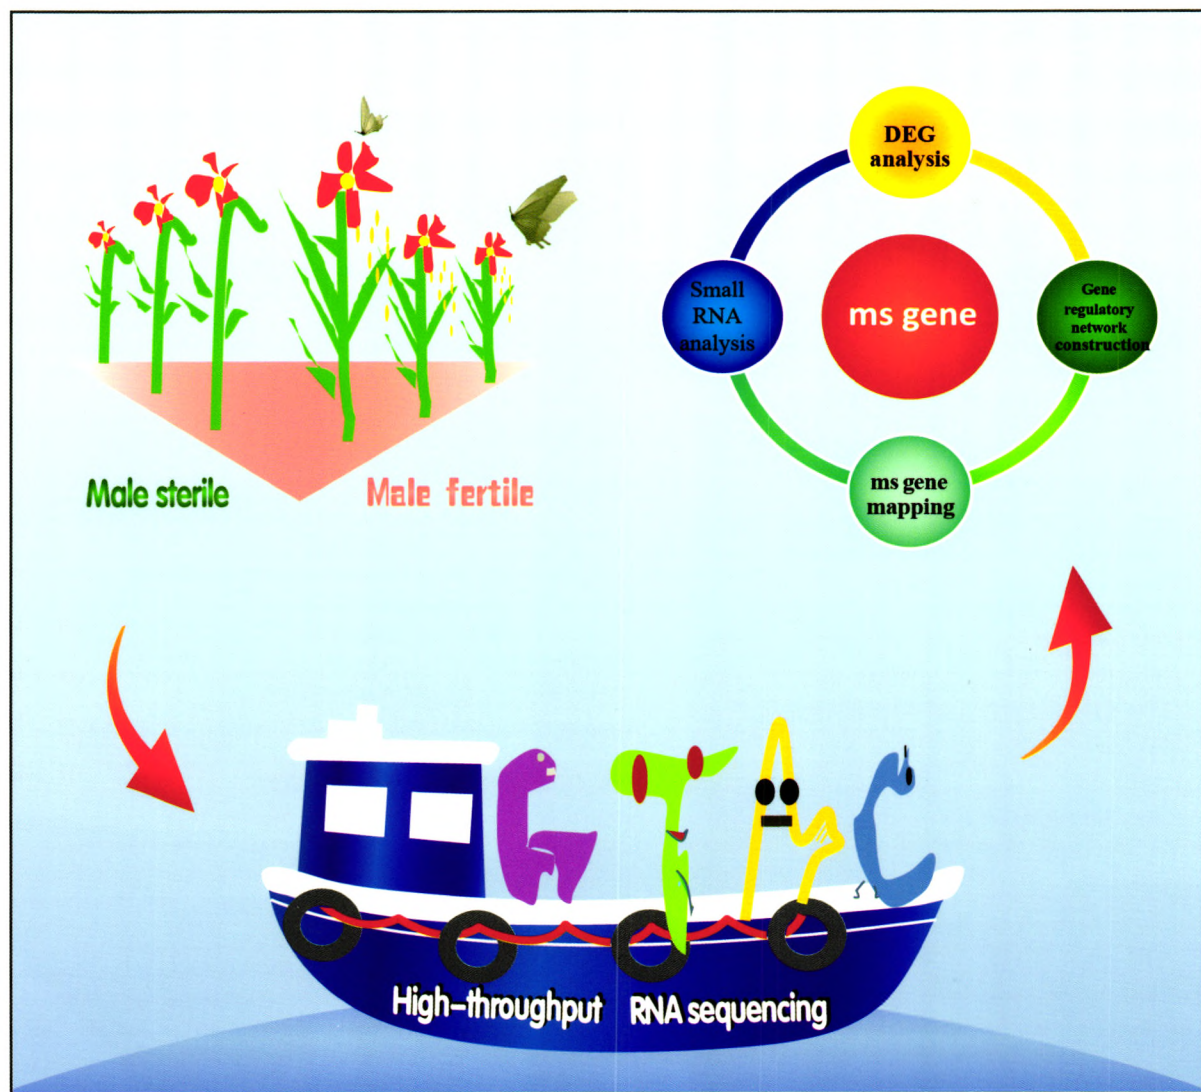 DEG
analysis
Small
RNA
analysis
ms gene
Gene
regulatory
network
construction
ms gene
mapping
Male sterile
Male fertile
G T A C
High-throughput RNA sequencing